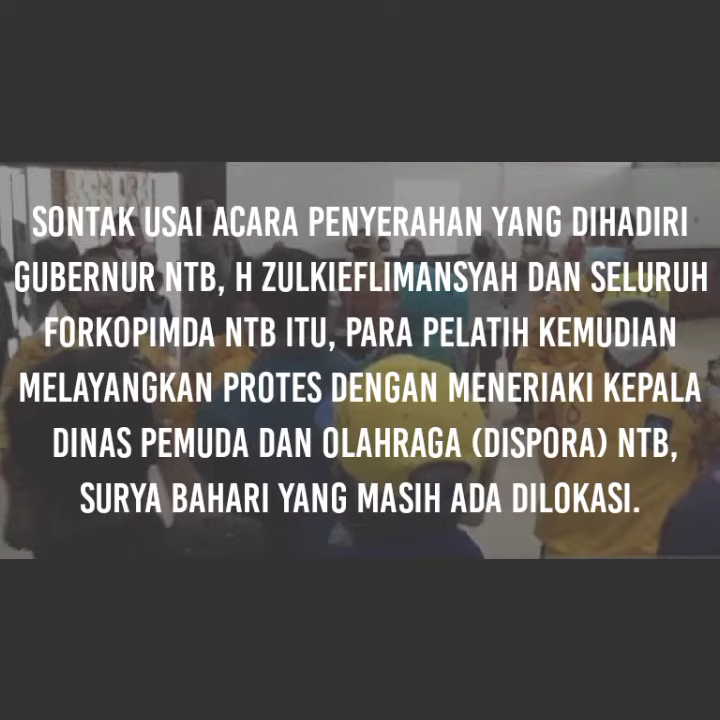 SONTAK USAI ACARA PENYERAHAN YANG DIHADIRI
GUBERNUR NTB, H ZULKIEFLIMANSYAH DAN SELURUH
FORKOPIMDA NTB ITU, PARA PELATIH KEMUDIAN
MELAYANGKAN PROTES DENGAN MENERIAKI KEPALA
DINAS PEMUDA DAN OLAHRAGA (DISPORA) NTB,
SURYA BAHARI YANG MASIH ADA DILOKASI.